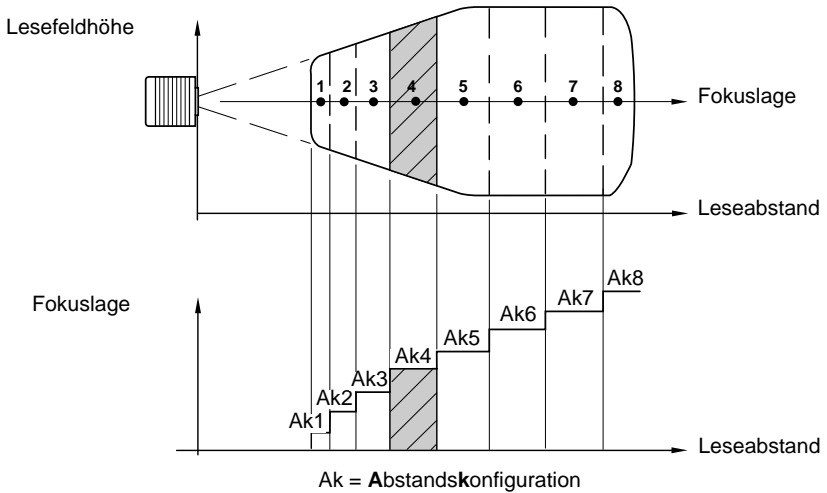 Lesefeldhöhe
1 2 3 4 5 6 7 8
Fokuslage
Leseabstand
Fokuslage
Ak8
Ak7
Ak6
Ak5
Ak4
Ak3
Ak2
Ak1
Leseabstand
Ak = Abstandskonfiguration